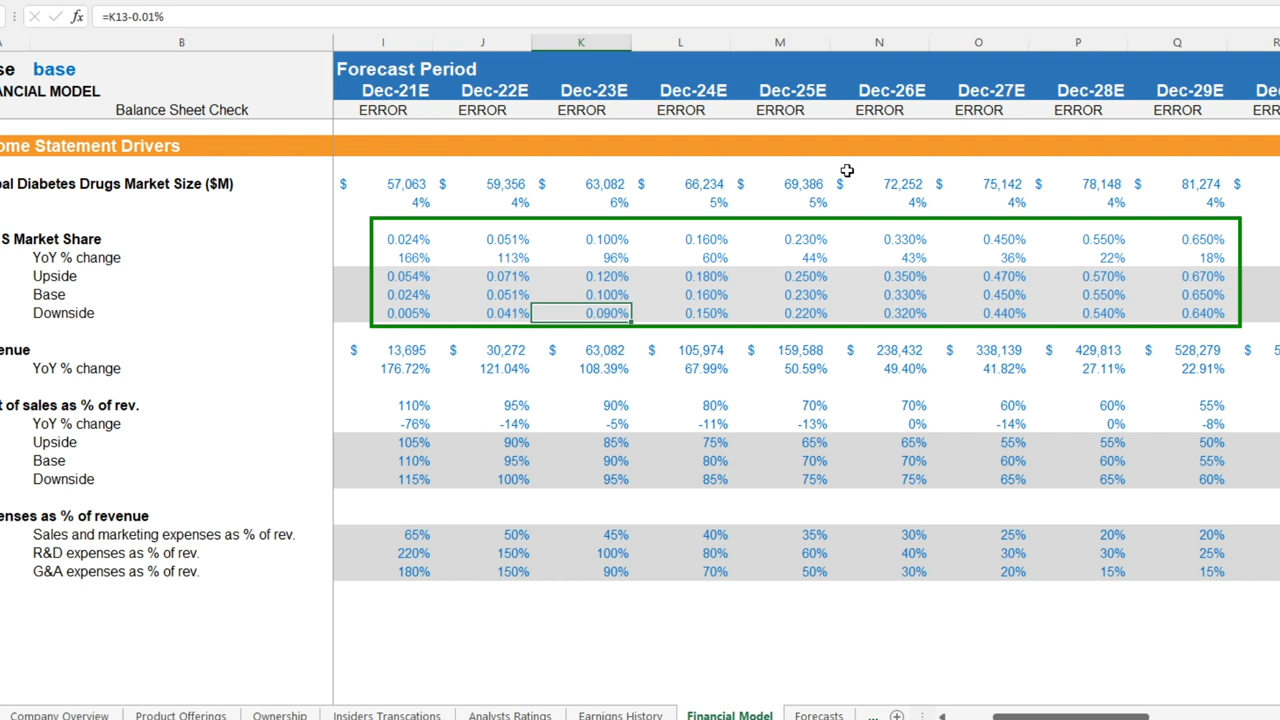 fx =K13-0.01%
B I J K L M N O P Q R
base Forecast Period
Dec-21E Dec-22E Dec-23E Dec-24E Dec-25E Dec-26E Dec-27E Dec-28E Dec-29E
Balance Sheet Check ERROR ERROR ERROR ERROR ERROR ERROR ERROR ERROR ERROR
Statement Drivers
Diabetes Drugs Market Size ($M) $ 57,063 $ 59,356 $ 63,082 $ 66,234 $ 69,386 $ 72,252 $ 75,142 $ 78,148 $ 81,274 $
4% 4% 6% 5% 5% 4% 4% 4% 4%
S Market Share 0.024% 0.051% 0.100% 0.160% 0.230% 0.330% 0.450% 0.550% 0.650%
YoY % change 166% 113% 96% 60% 44% 43% 36% 22% 18%
Upside 0.054% 0.071% 0.120% 0.180% 0.250% 0.350% 0.470% 0.570% 0.670%
Base 0.024% 0.051% 0.100% 0.160% 0.230% 0.330% 0.450% 0.550% 0.650%
Downside 0.005% 0.041% 0.090% 0.150% 0.220% 0.320% 0.440% 0.540% 0.640%
$ 13,695 $ 30,272 $ 63,082 $ 105,974 $ 159,588 $ 238,432 $ 338,139 $ 429,813 $ 528,279 $
YoY % change 176.72% 121.04% 108.39% 67.99% 50.59% 49.40% 41.82% 27.11% 22.91%
of sales as % of rev. 110% 95% 90% 80% 70% 70% 60% 60% 55%
YoY % change -76% -14% -5% -11% -13% 0% -14% 0% -8%
Upside 105% 90% 85% 75% 65% 65% 55% 55% 50%
Base 110% 95% 90% 80% 70% 70% 60% 60% 55%
Downside 115% 100% 95% 85% 75% 75% 65% 65% 60%
as % of revenue
Sales and marketing expenses as % of rev. 65% 50% 45% 40% 35% 30% 25% 20% 20%
R&D expenses as % of rev. 220% 150% 100% 80% 60% 40% 30% 30% 25%
G&A expenses as % of rev. 180% 150% 90% 70% 50% 30% 20% 15% 15%
Company Overview Product Offerings Ownership Insiders Transcations Analysts Ratings Earnigns History Financial Model Forecasts ...